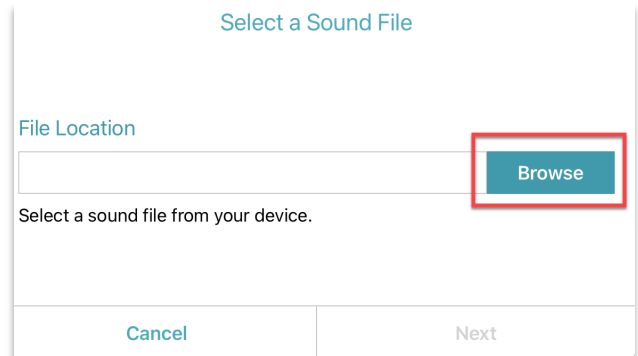 Select a Sound File
File Location
Browse
Select a sound file from your device.
Cancel Next